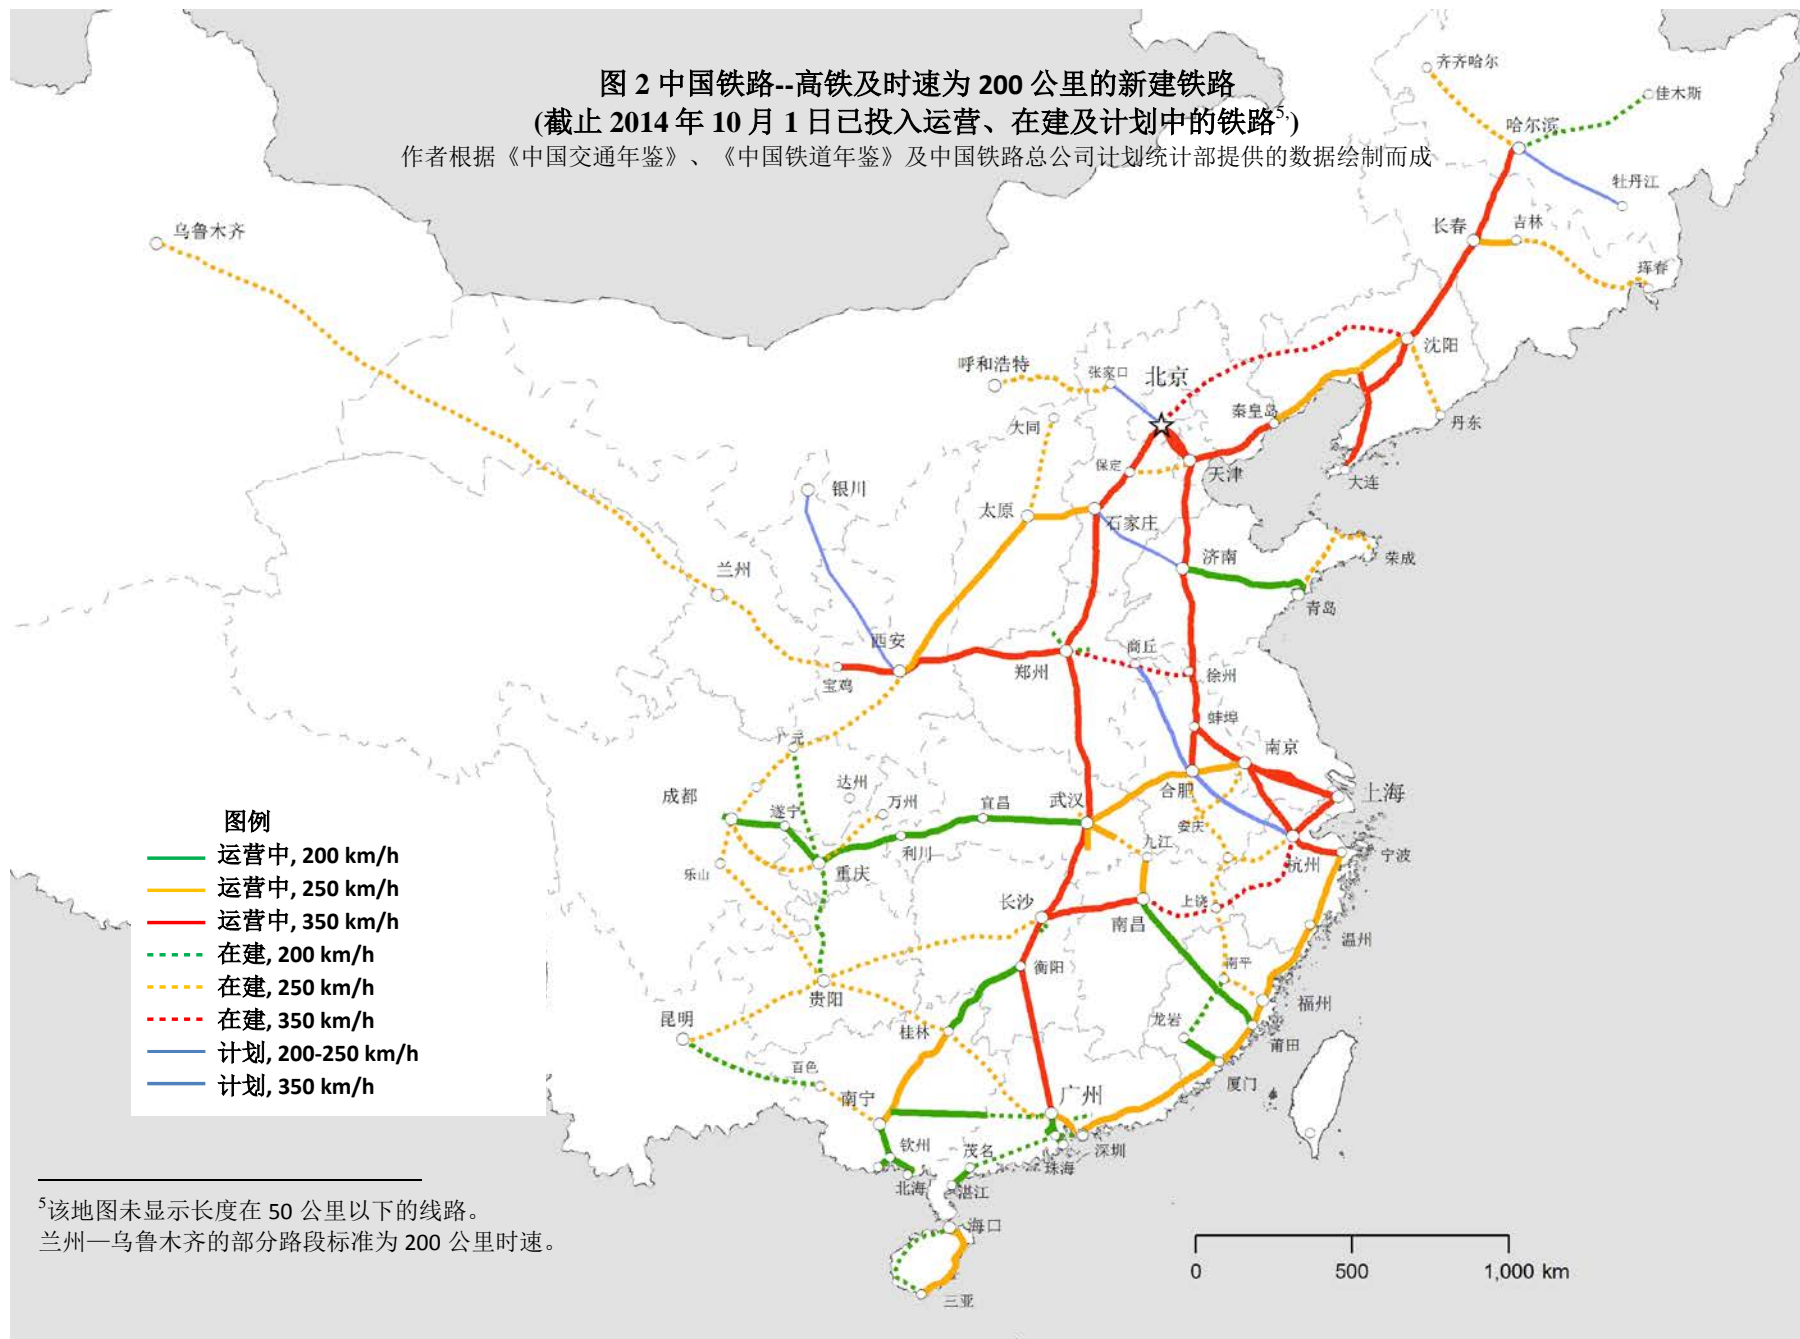 图 2 中国铁路--高铁及时速为 200 公里的新建铁路
(截止 2014 年 10 月 1 日已投入运营、在建及计划中的铁路5,)
作者根据《中国交通年鉴》、《中国铁道年鉴》及中国铁路总公司计划统计部提供的数据绘制而成
齐齐哈尔
佳木斯
哈尔滨
牡丹江
乌鲁木齐
长春
吉林
珲春
沈阳
呼和浩特
张家口
北京
秦皇岛
丹东
大同
保定
天津
大连
银川
太原
石家庄
济南
荣成
兰州
青岛
西安
商丘
郑州
徐州
宝鸡
蚌埠
广元
南京
达州
成都
万州
宜昌
武汉
合肥
上海
遂宁
安庆
九江
利川
杭州
宁波
乐山
重庆
长沙
上饶
南昌
温州
衡阳
南平
贵阳
福州
昆明
桂林
龙岩
莆田
百色
厦门
南宁
广州
钦州
茂名
深圳
珠海
北海
湛江
海口
三亚
图例
运营中, 200 km/h
运营中, 250 km/h
运营中, 350 km/h
在建, 200 km/h
在建, 250 km/h
在建, 350 km/h
计划, 200-250 km/h
计划, 350 km/h
5该地图未显示长度在 50 公里以下的线路。
兰州—乌鲁木齐的部分路段标准为 200 公里时速。
0 500 1,000 km